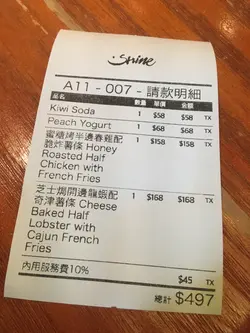 Shine
A11 - 007 - 請款明細
品名 數量 單價 金額
Kiwi Soda 1 $58 $58 TX
Peach Yogurt 1 $68 $68 TX
蜜糖烤半邊春雞配 1 $158 $158 TX
脆炸薯條 Honey
Roasted Half
Chicken with
French Fries
芝士焗開邊龍蝦配 1 $168 $168 TX
奇津薯條 Cheese
Baked Half
Lobster with
Cajun French
Fries
內用服務費10% $45 TX
總計 $497